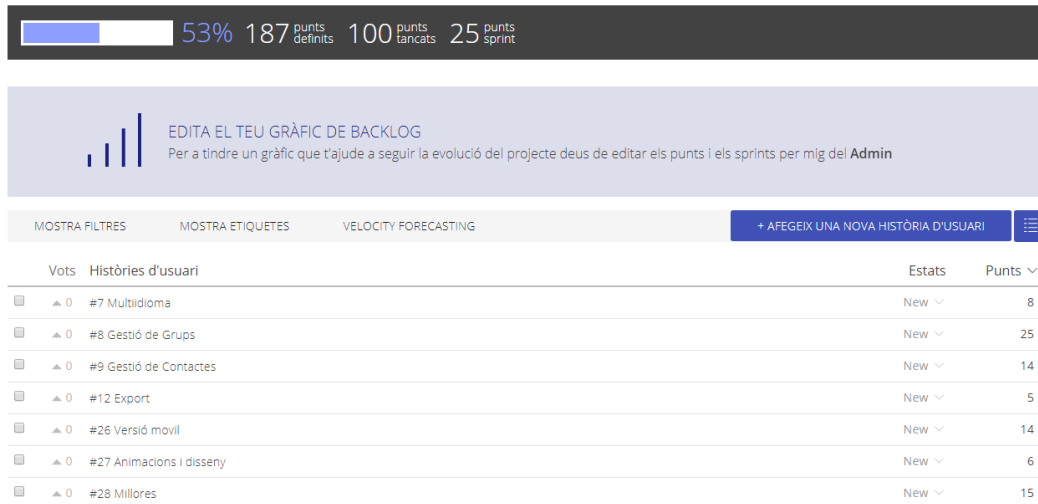 53% 187 punts definits 100 punts tancats 25 punts sprint
EDITA EL TEU GRÀFIC DE BACKLOG
Per a tindre un gràfic que t'ajude a seguir la evolució del projecte deus de editar els punts i els sprints per mig del Admin
MOSTRA FILTRES MOSTRA ETIQUETES VELOCITY FORECASTING + AFEGEIX UNA NOVA HISTÒRIA D'USUARI
Vots Històries d'usuari Estats Punts
0 #7 Multiidioma New 8
0 #8 Gestió de Grups New 25
0 #9 Gestió de Contactes New 14
0 #12 Export New 5
0 #26 Versió movil New 14
0 #27 Animacions i disseny New 6
0 #28 Millores New 15